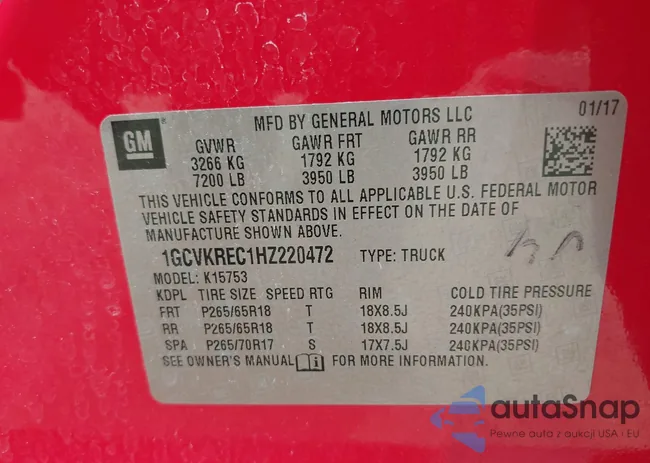 MFD BY GENERAL MOTORS LLC 01/17
GM
GVWR GAWR FRT GAWR RR
3266 KG 1792 KG 1792 KG
7200 LB 3950 LB 3950 LB
THIS VEHICLE CONFORMS TO ALL APPLICABLE U.S. FEDERAL MOTOR
VEHICLE SAFETY STANDARDS IN EFFECT ON THE DATE OF
MANUFACTURE SHOWN ABOVE.
1GCVKREC1HZ220472 TYPE: TRUCK
MODEL: K15753
KDPL TIRE SIZE SPEED RTG RIM COLD TIRE PRESSURE
FRT P265/65R18 T 18X8.5J 240KPA(35PSI)
RR P265/65R18 T 18X8.5J 240KPA(35PSI)
SPA P265/70R17 S 17X7.5J 240KPA(35PSI)
SEE OWNER'S MANUAL FOR MORE INFORMATION.
autaSnap
Pewne auta z aukcji USA i EU